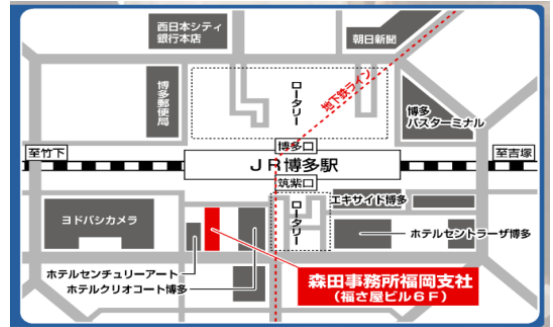 西日本シティ
銀行本店
朝日新聞
博多郵便局
ロータリー
地下鉄ライン
博多
バスターミナル
博多口
至竹下
JR博多駅
至吉塚
筑紫口
ロータリー
エキサイド博多
ヨドバシカメラ
ホテルセントラーザ博多
ホテルセンチュリーアート
ホテルクリオコート博多
森田事務所福岡支社
(福さ屋ビル6F)